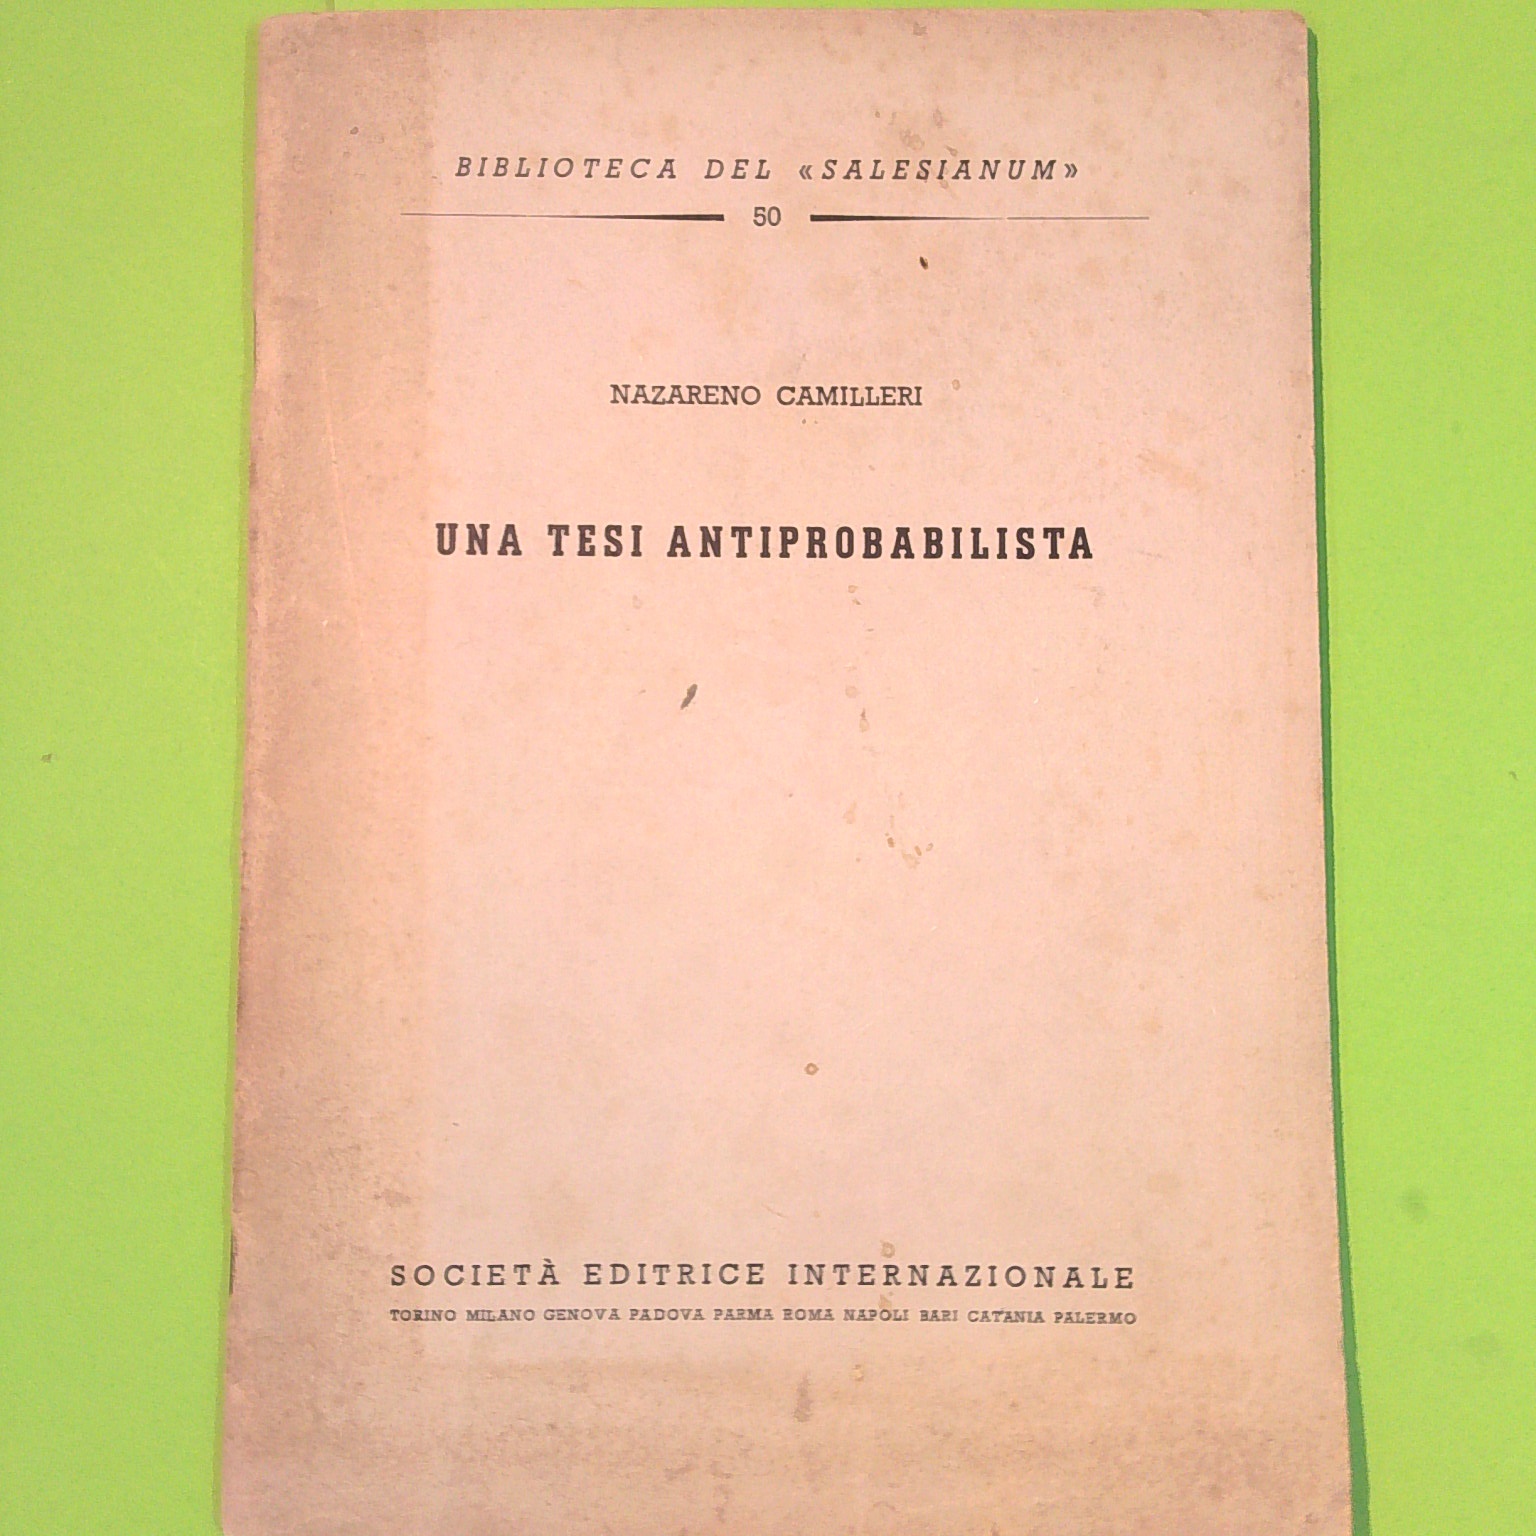 BIBLIOTECA DEL «SALESIANUM»
50
NAZARENO CAMILLERI
UNA TESI ANTIPROBABILISTA
SOCIETÀ EDITRICE INTERNAZIONALE
TORINO MILANO GENOVA PADOVA PARMA ROMA NAPOLI BARI CATANIA PALERMO